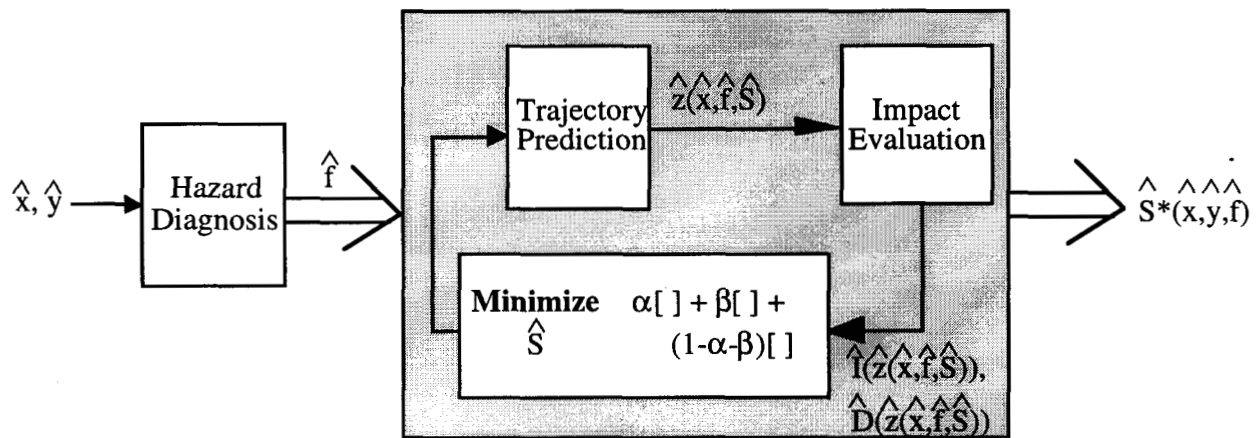 x̂, ŷ
Hazard
Diagnosis
f̂
Trajectory
Prediction
ẑ(x̂,f̂,Ŝ)
Impact
Evaluation
Minimize α[ ] + β[ ] +
Ŝ (1-α-β)[ ]
Î(ẑ(x̂,f̂,Ŝ)),
D̂(ẑ(x̂,f̂,Ŝ))
Ŝ*(x̂,ŷ,f̂)